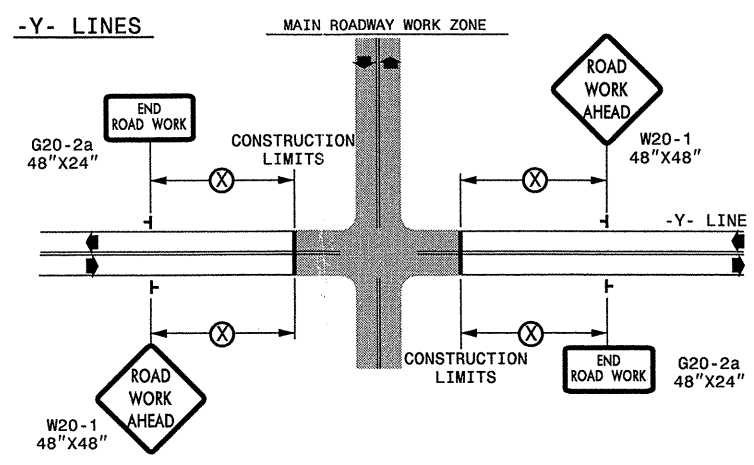 -Y- LINES
MAIN ROADWAY WORK ZONE
END
ROAD WORK
G20-2a
48"X24"
CONSTRUCTION
LIMITS
X
X
ROAD
WORK
AHEAD
W20-1
48"X48"
-Y- LINE
X
X
CONSTRUCTION
LIMITS
ROAD
WORK
AHEAD
W20-1
48"X48"
END
ROAD WORK
G20-2a
48"X24"